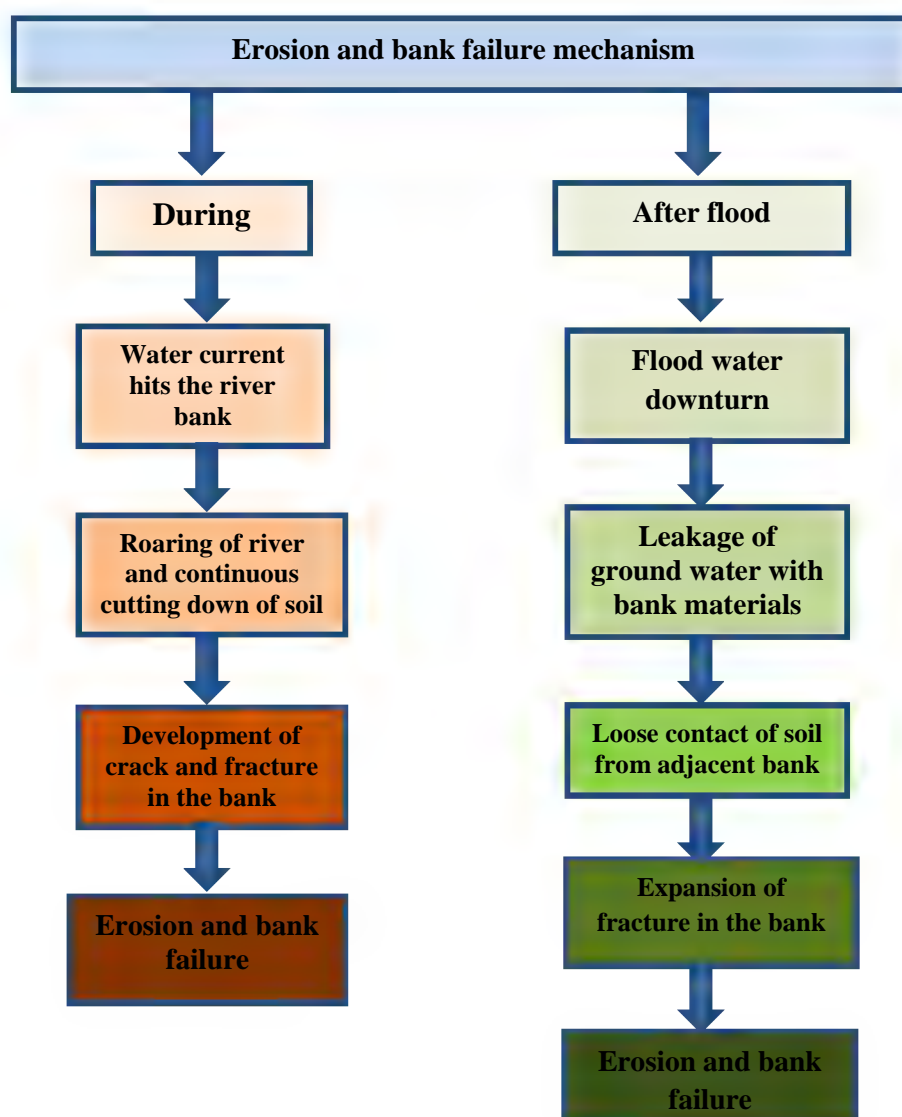 Erosion and bank failure mechanism
During
Water current
hits the river
bank
Roaring of river
and continuous
cutting down of soil
Development of
crack and fracture
in the bank
Erosion and bank
failure
After flood
Flood water
downturn
Leakage of
ground water with
bank materials
Loose contact of soil
from adjacent bank
Expansion of
fracture in the bank
Erosion and bank
failure